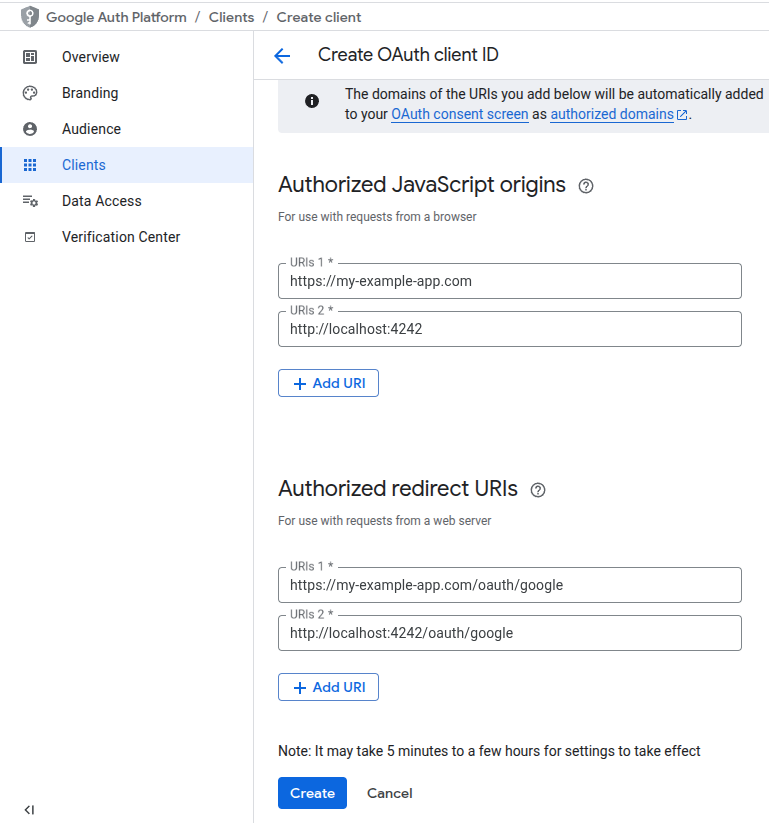 Google Auth Platform / Clients / Create client
Overview
Branding
Audience
Clients
Data Access
Verification Center
Create OAuth client ID
The domains of the URIs you add below will be automatically added
to your OAuth consent screen as authorized domains.
Authorized JavaScript origins
For use with requests from a browser
URIs 1 *
https://my-example-app.com
URIs 2 *
http://localhost:4242
+ Add URI
Authorized redirect URIs
For use with requests from a web server
URIs 1 *
https://my-example-app.com/oauth/google
URIs 2 *
http://localhost:4242/oauth/google
+ Add URI
Note: It may take 5 minutes to a few hours for settings to take effect
Create Cancel